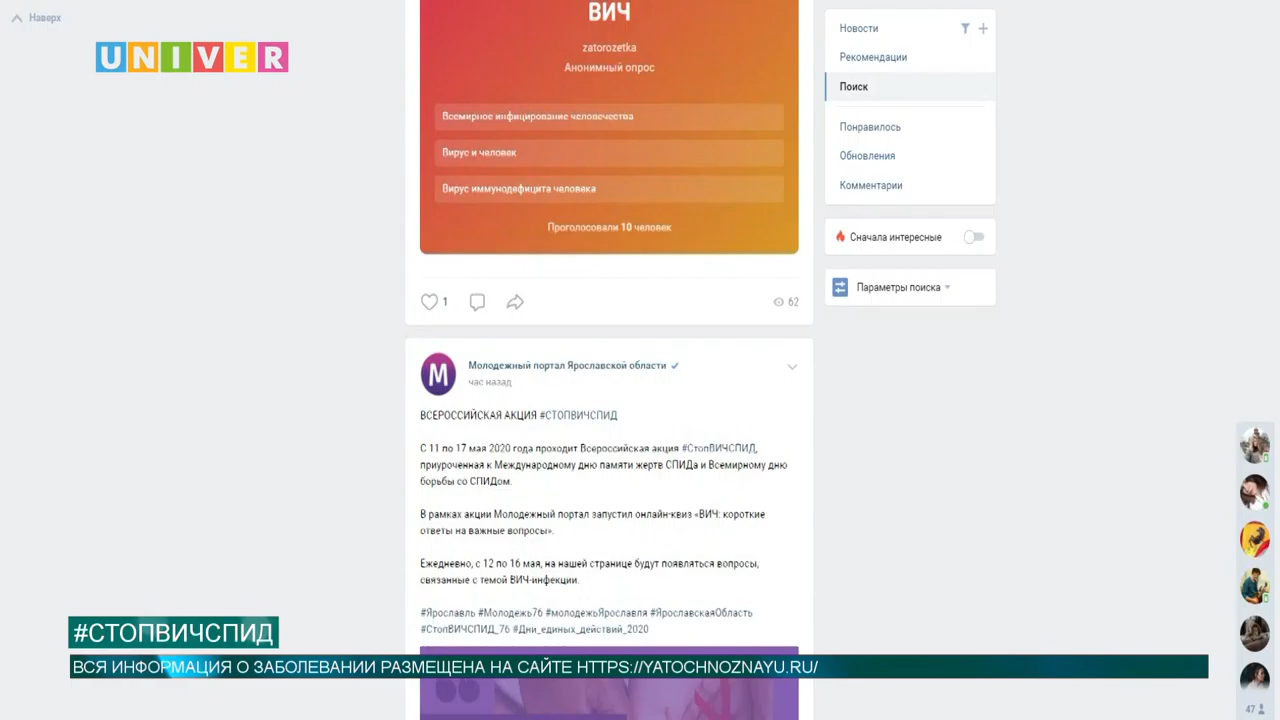 Наверх
UNIVER
ВИЧ
zatorozetka
Анонимный опрос
Всемирное инфицирование человечества
Вирус и человек
Вирус иммунодефицита человека
Проголосовали 10 человек
1
62
Новости
Рекомендации
Поиск
Понравилось
Обновления
Комментарии
Сначала интересные
Параметры поиска
М
Молодежный портал Ярославской области
час назад
ВСЕРОССИЙСКАЯ АКЦИЯ #СТОПВИЧСПИД
С 11 по 17 мая 2020 года проходит Всероссийская акция #СтопВИЧСПИД,
приуроченная к Международному дню памяти жертв СПИДа и Всемирному дню
борьбы со СПИДом.
В рамках акции Молодежный портал запустил онлайн-квиз «ВИЧ: короткие
ответы на важные вопросы».
Ежедневно, с 12 по 16 мая, на нашей странице будут появляться вопросы,
связанные с темой ВИЧ-инфекции.
#Ярославль #Молодежь76 #молодежьЯрославля #ЯрославскаяОбласть
#СтопВИЧСПИД_76 #Дни_единых_действий_2020
#СТОПВИЧСПИД
ВСЯ ИНФОРМАЦИЯ О ЗАБОЛЕВАНИИ РАЗМЕЩЕНА НА САЙТЕ HTTPS://YATOCHNOZNAYU.RU/
47